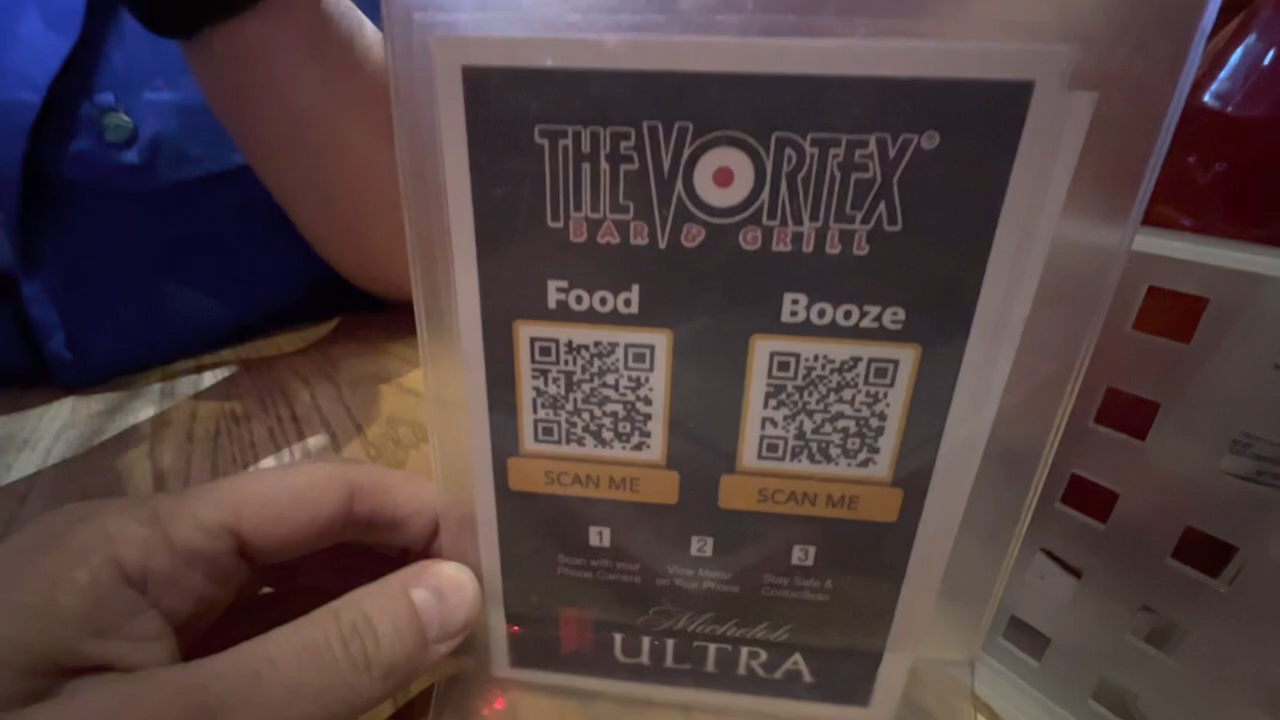 THE VORTEX®
BAR & GRILL
Food
Booze
SCAN ME
SCAN ME
1
2
3
Scan with your
Phone Camera
View Menu
on Your Phone
Stay Safe &
Contactless
Michelob
ULTRA